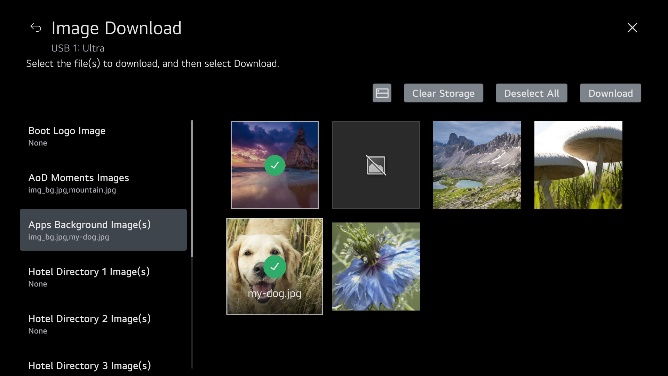 Image Download
USB 1: Ultra
Select the file(s) to download, and then select Download.
Clear Storage
Deselect All
Download
Boot Logo Image
None
AoD Moments Images
img_bg.jpg,mountain.jpg
Apps Background Image(s)
img_bg.jpg,my-dog.jpg
Hotel Directory 1 Image(s)
None
Hotel Directory 2 Image(s)
None
Hotel Directory 3 Image(s)
my-dog.jpg